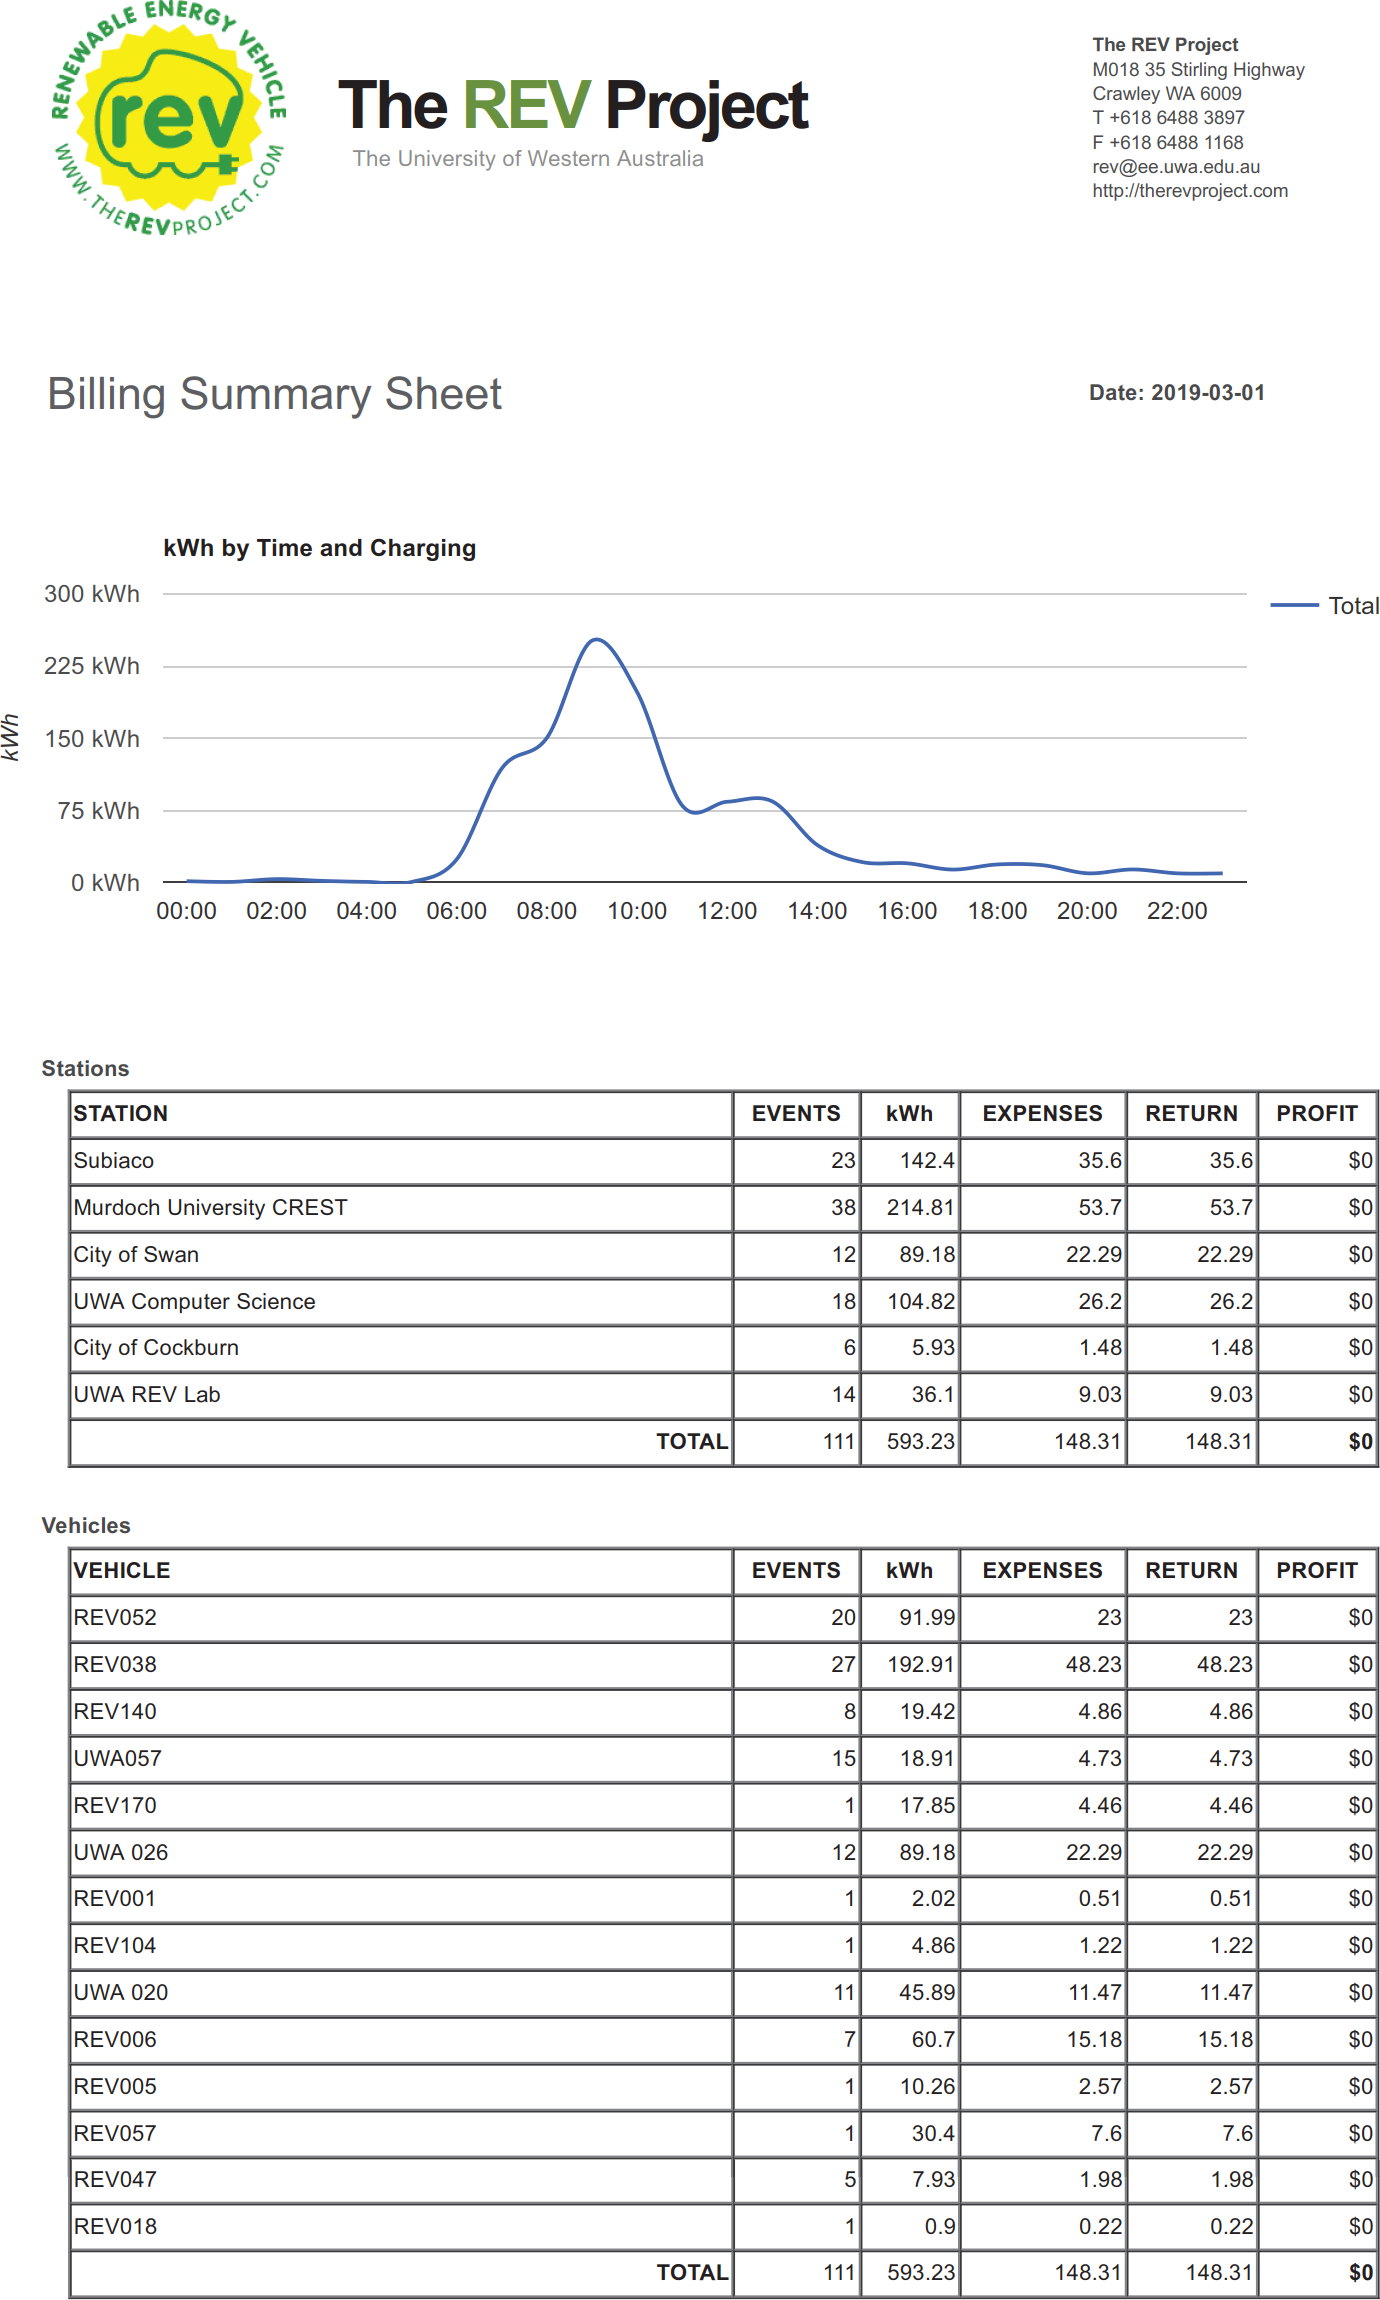 RENEWABLE ENERGY VEHICLE
rev
WWW.THEREVPROJECT.COM
The REV Project
The University of Western Australia
The REV Project
M018 35 Stirling Highway
Crawley WA 6009
T +618 6488 3897
F +618 6488 1168
rev@ee.uwa.edu.au
http://therevproject.com
Billing Summary Sheet
Date: 2019-03-01
kWh by Time and Charging
300 kWh
225 kWh
150 kWh
75 kWh
0 kWh
kWh
Total
00:00 02:00 04:00 06:00 08:00 10:00 12:00 14:00 16:00 18:00 20:00 22:00
Stations
STATION EVENTS kWh EXPENSES RETURN PROFIT
Subiaco 23 142.4 35.6 35.6 $0
Murdoch University CREST 38 214.81 53.7 53.7 $0
City of Swan 12 89.18 22.29 22.29 $0
UWA Computer Science 18 104.82 26.2 26.2 $0
City of Cockburn 6 5.93 1.48 1.48 $0
UWA REV Lab 14 36.1 9.03 9.03 $0
TOTAL 111 593.23 148.31 148.31 $0
Vehicles
VEHICLE EVENTS kWh EXPENSES RETURN PROFIT
REV052 20 91.99 23 23 $0
REV038 27 192.91 48.23 48.23 $0
REV140 8 19.42 4.86 4.86 $0
UWA057 15 18.91 4.73 4.73 $0
REV170 1 17.85 4.46 4.46 $0
UWA 026 12 89.18 22.29 22.29 $0
REV001 1 2.02 0.51 0.51 $0
REV104 1 4.86 1.22 1.22 $0
UWA 020 11 45.89 11.47 11.47 $0
REV006 7 60.7 15.18 15.18 $0
REV005 1 10.26 2.57 2.57 $0
REV057 1 30.4 7.6 7.6 $0
REV047 5 7.93 1.98 1.98 $0
REV018 1 0.9 0.22 0.22 $0
TOTAL 111 593.23 148.31 148.31 $0